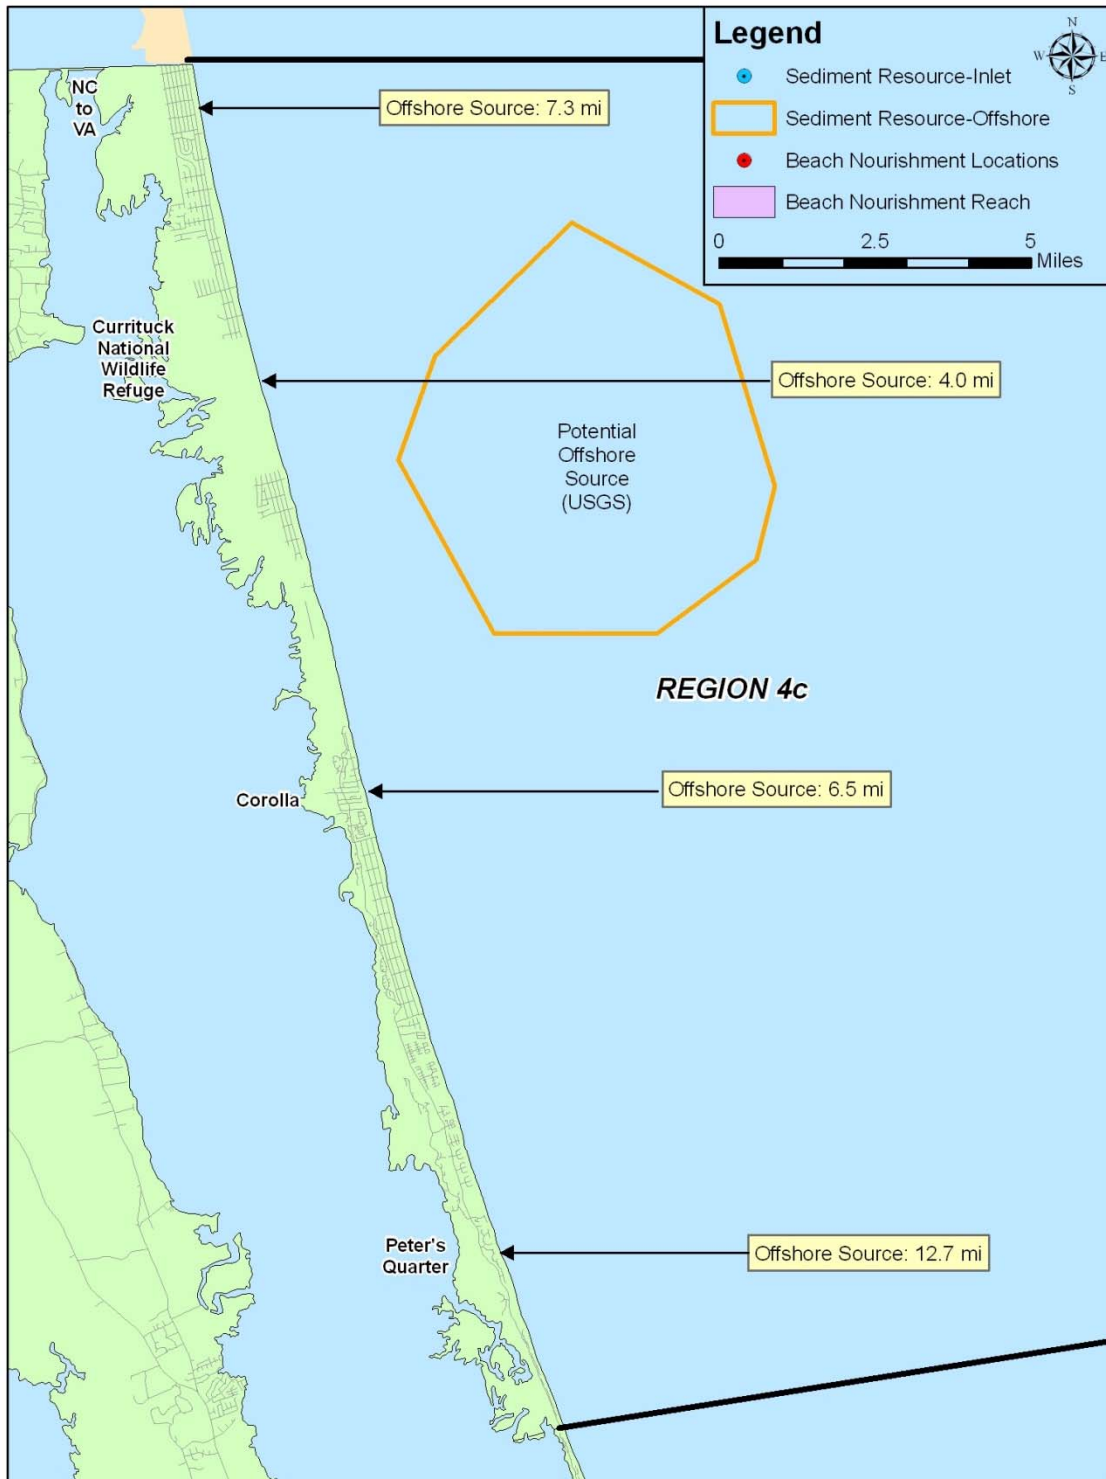 Legend
N
W
E
S
Sediment Resource-Inlet
Sediment Resource-Offshore
Beach Nourishment Locations
Beach Nourishment Reach
0
2.5
5
Miles
NC
to
VA
Offshore Source: 7.3 mi
Currituck
National
Wildlife
Refuge
Offshore Source: 4.0 mi
Potential
Offshore
Source
(USGS)
REGION 4c
Offshore Source: 6.5 mi
Corolla
Peter's
Quarter
Offshore Source: 12.7 mi